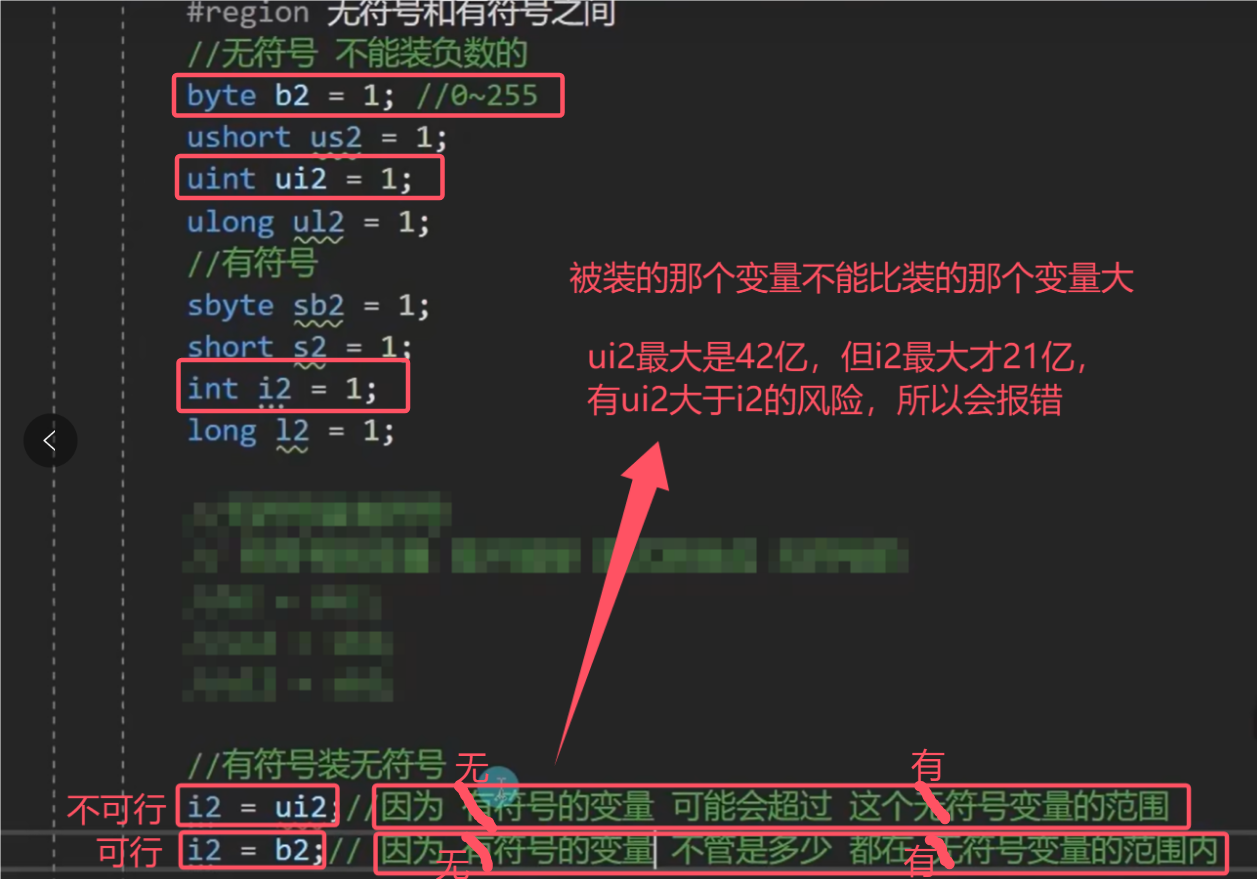 #region 无符号和有符号之间
//无符号 不能装负数的
byte b2 = 1; //0~255
ushort us2 = 1;
uint ui2 = 1;
ulong ul2 = 1;
//有符号
sbyte sb2 = 1;
short s2 = 1;
int i2 = 1;
long l2 = 1;
被装的那个变量不能比装的那个变量大
ui2最大是42亿，但i2最大才21亿，
有ui2大于i2的风险，所以会报错
//有符号装无符号
无 有
不可行 i2 = ui2;//因为 有符号的变量 可能会超过 这个无符号变量的范围
可行 i2 = b2;// 因为 有符号的变量 不管是多少 都在 无符号变量的范围内
无 有